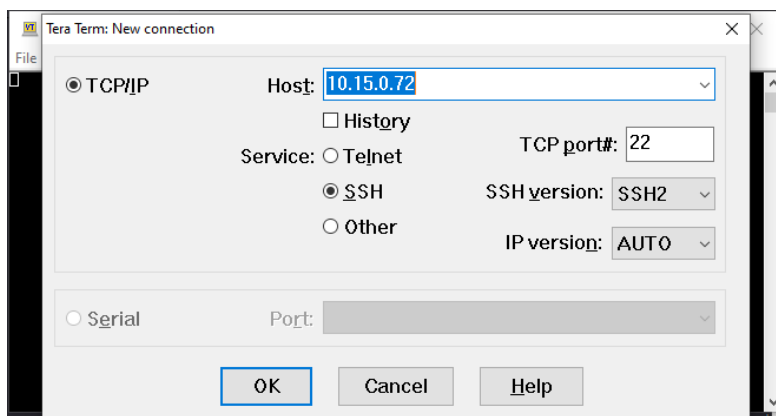 VT Tera Term: New connection
File
TCP/IP Host: 10.15.0.72
History
Service: Telnet TCP port#: 22
SSH SSH version: SSH2
Other IP version: AUTO
Serial Port:
OK Cancel Help